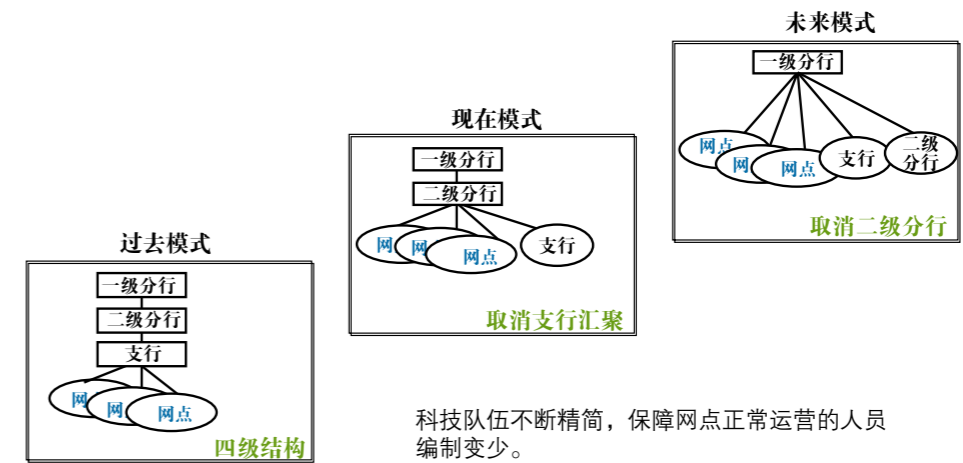 未来模式
一级分行
网点
网
网点
支行
二级
分行
取消二级分行
现在模式
一级分行
二级分行
网
网
网点
支行
取消支行汇聚
过去模式
一级分行
二级分行
支行
网
网
网点
四级结构
科技队伍不断精简，保障网点正常运营的人员
编制变少。